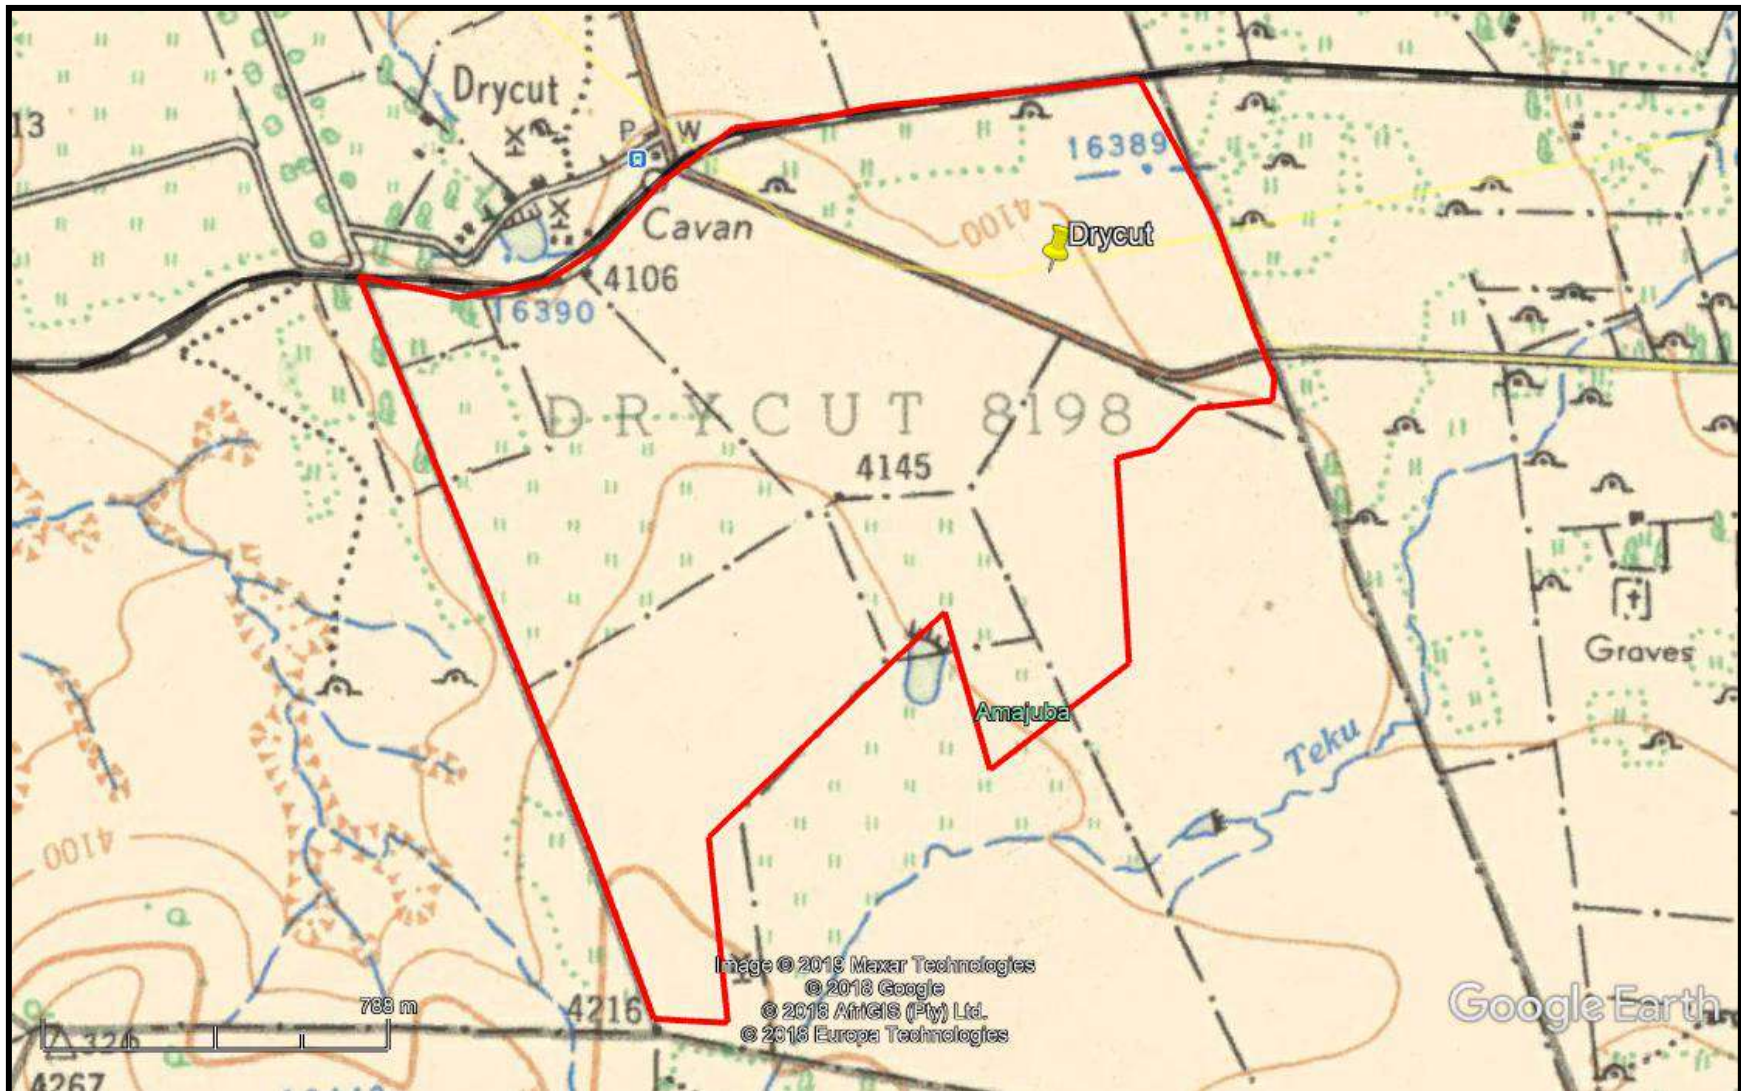 Drycut
13
P W
16389
Cavan
4100
Drycut
4106
16390
DRYCUT 8198
4145
Graves
Amajuba
Teku
4100
Image © 2019 Maxar Technologies
© 2018 Google
© 2018 AfriGIS (Pty) Ltd.
© 2018 Europa Technologies
788 m
4216
Google Earth
4267